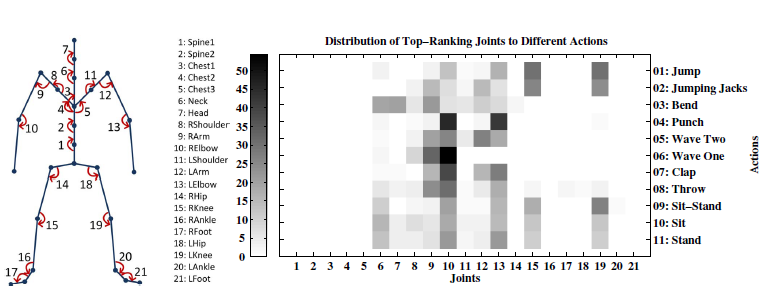 7
6
8
11
3
9
4
5
12
10
2
13
1
14
18
15
19
16
20
17
21
1: Spine1
2: Spine2
3: Chest1
4: Chest2
5: Chest3
6: Neck
7: Head
8: RShoulder
9: RArm
10: RElbow
11: LShoulder
12: LArm
13: LElbow
14: RHip
15: RKnee
16: RAnkle
17: RFoot
18: LHip
19: LKnee
20: LAnkle
21: LFoot
50
45
40
35
30
25
20
15
10
5
0
Distribution of Top–Ranking Joints to Different Actions
01: Jump
02: Jumping Jacks
03: Bend
04: Punch
05: Wave Two
06: Wave One
07: Clap
08: Throw
09: Sit–Stand
10: Sit
11: Stand
Actions
1 2 3 4 5 6 7 8 9 10 11 12 13 14 15 16 17 18 19 20 21
Joints